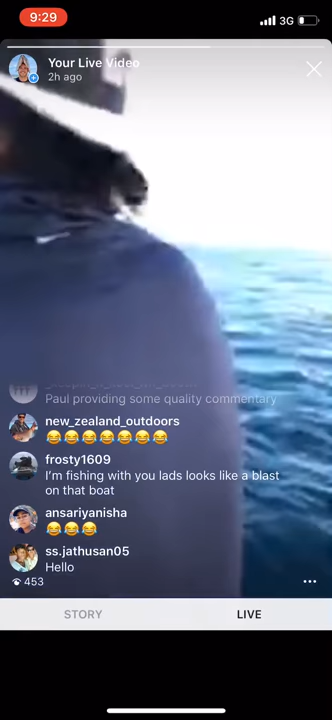 9:29
3G
Your Live Video
2h ago
Paul providing some quality commentary
new_zealand_outdoors
😂😂😂😂😂😂😂
frosty1609
I'm fishing with you lads looks like a blast
on that boat
ansariyanisha
😂😂😂
ss.jathusan05
Hello
453
STORY
LIVE